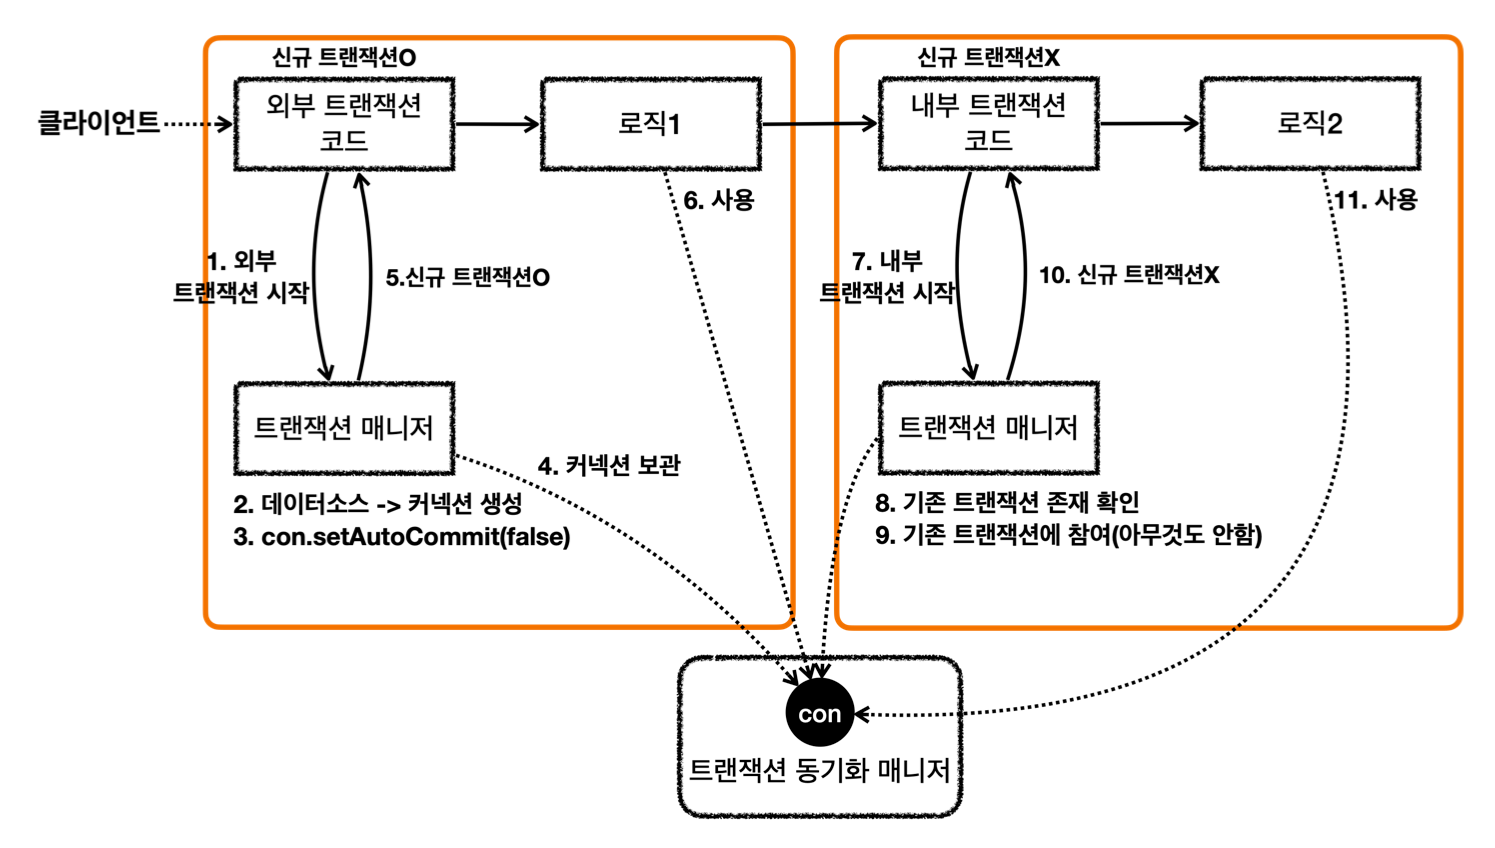 신규 트랜잭션O
신규 트랜잭션X
클라이언트
외부 트랜잭션
코드
로직1
내부 트랜잭션
코드
로직2
6. 사용
11. 사용
1. 외부
트랜잭션 시작
5.신규 트랜잭션O
7. 내부
트랜잭션 시작
10. 신규 트랜잭션X
트랜잭션 매니저
4. 커넥션 보관
트랜잭션 매니저
2. 데이터소스 -> 커넥션 생성
3. con.setAutoCommit(false)
8. 기존 트랜잭션 존재 확인
9. 기존 트랜잭션에 참여(아무것도 안함)
con
트랜잭션 동기화 매니저